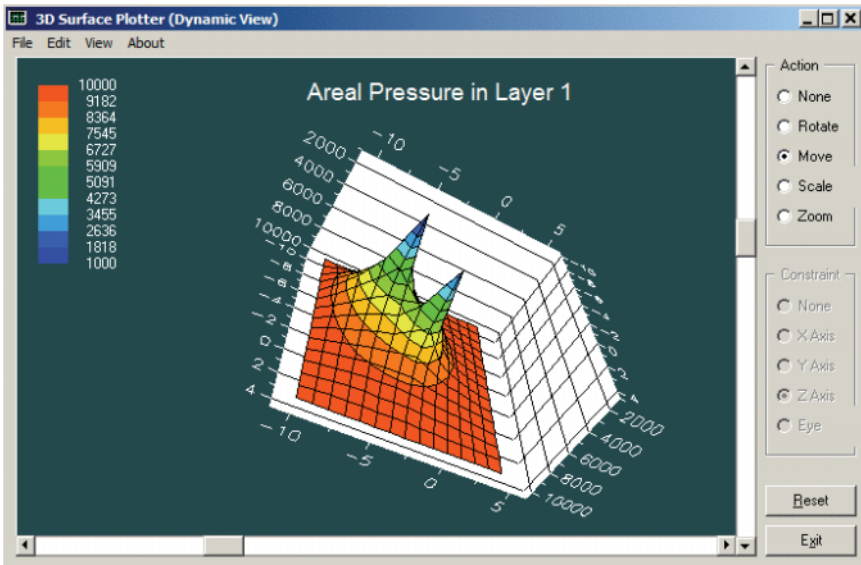 3D Surface Plotter (Dynamic View)
File Edit View About
Areal Pressure in Layer 1
10000
9182
8364
7545
6727
5909
5091
4273
3455
2636
1818
1000
-10
-5
0
5
2000
4000
6000
8000
10000
-10
-8
-6
-4
-2
0
2
4
-10
-5
0
5
2000
4000
6000
8000
10000
Action
None
Rotate
Move
Scale
Zoom
Constraint
None
X Axis
Y Axis
Z Axis
Eye
Reset
Exit